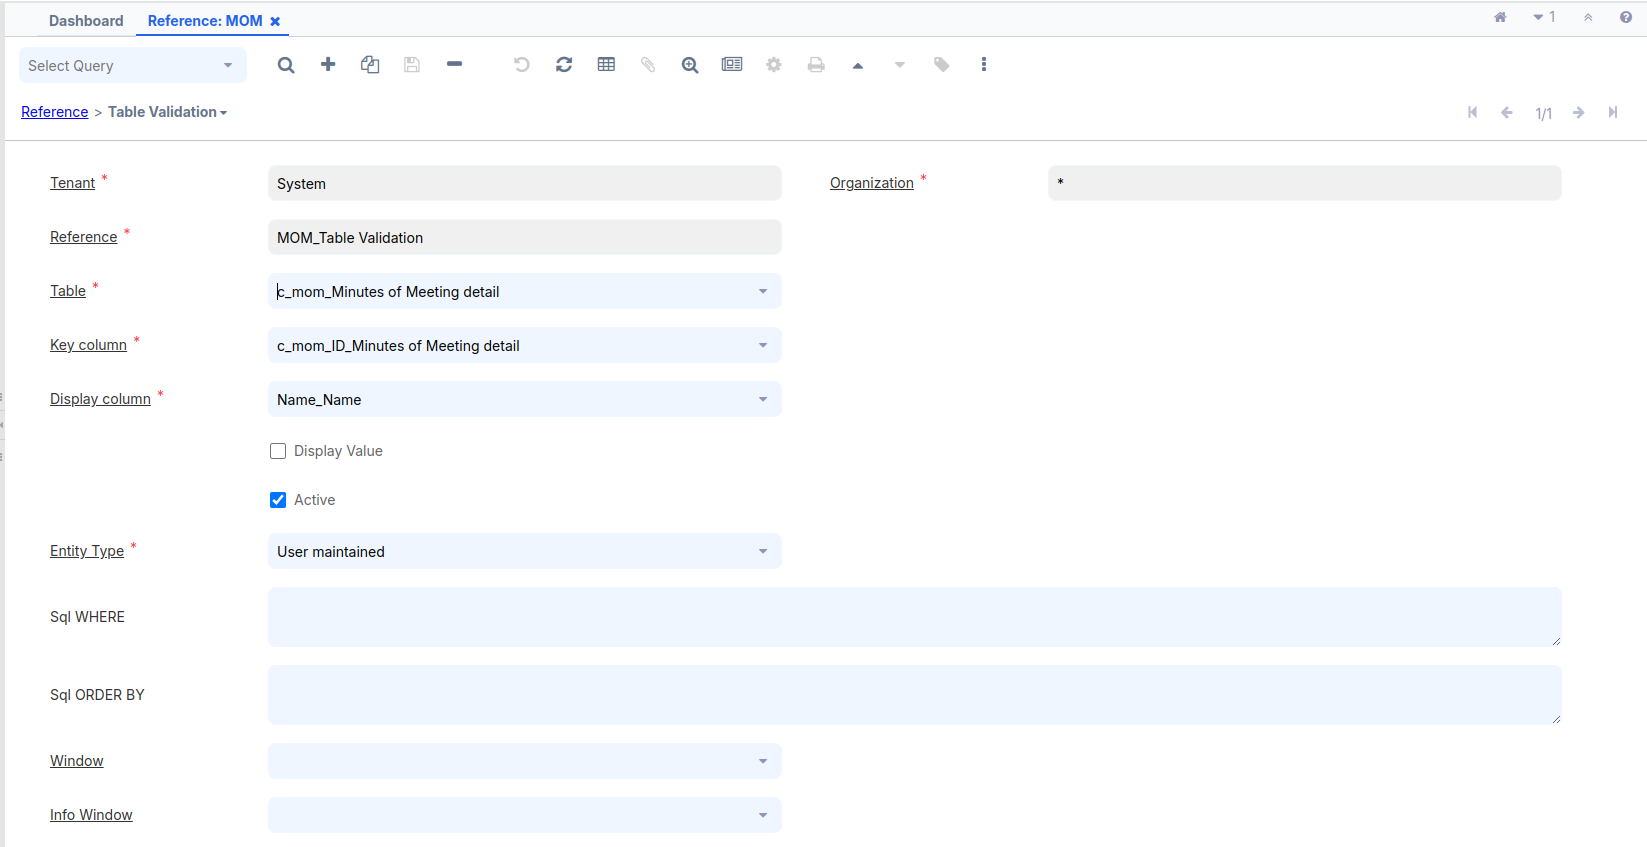 Dashboard
Reference: MOM
1
Select Query
Reference > Table Validation
1/1
Tenant *
System
Organization *
*
Reference *
MOM_Table Validation
Table *
c_mom_Minutes of Meeting detail
Key column *
c_mom_ID_Minutes of Meeting detail
Display column *
Name_Name
Display Value
Active
Entity Type *
User maintained
Sql WHERE
Sql ORDER BY
Window
Info Window